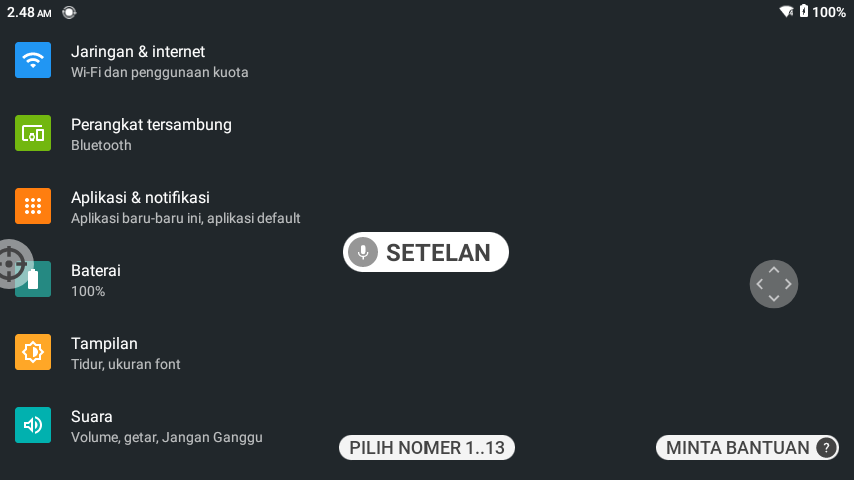 2.48 AM
100%
Jaringan & internet
Wi-Fi dan penggunaan kuota
Perangkat tersambung
Bluetooth
Aplikasi & notifikasi
Aplikasi baru-baru ini, aplikasi default
SETELAN
Baterai
100%
Tampilan
Tidur, ukuran font
Suara
Volume, getar, Jangan Ganggu
PILIH NOMER 1..13
MINTA BANTUAN ?